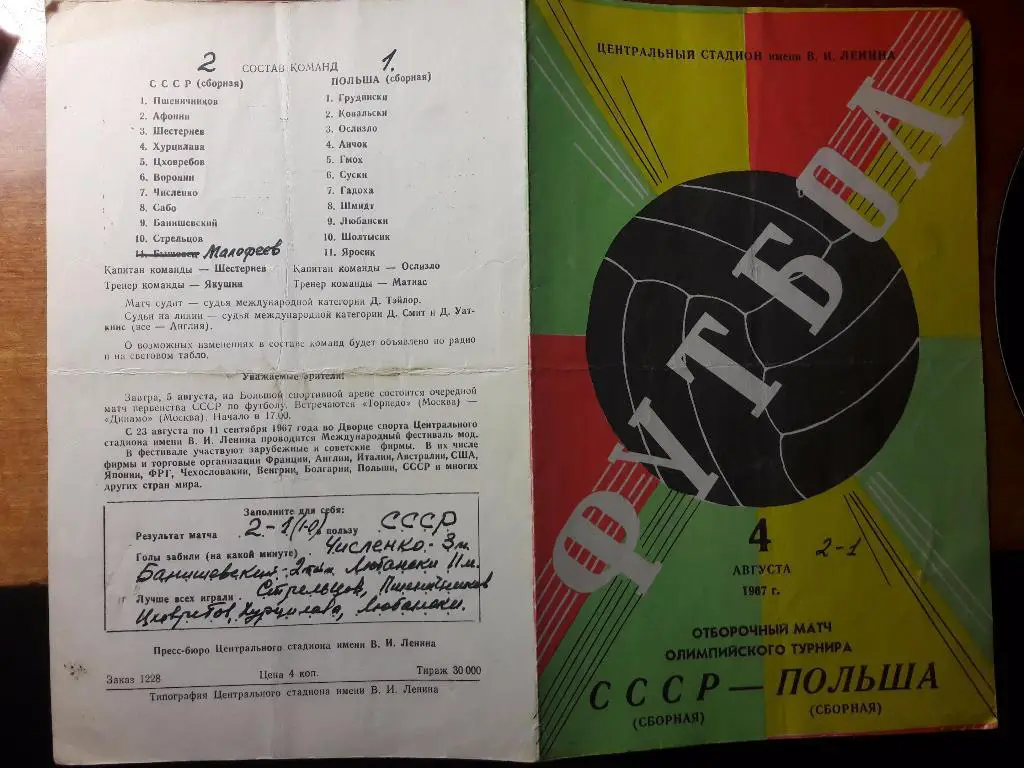 2 СОСТАВ КОМАНД 1.
СССР (сборная)
1. Пшеничников
2. Афонин
3. Шестернев
4. Хурцилава
5. Цховребов
6. Воронин
7. Численко
8. Сабо
9. Банишевский
10. Стрельцов
11. Бышовец Малофеев
Капитан команды — Шестернев
Тренер команды — Якушин
ПОЛЬША (сборная)
1. Грудниски
2. Ковальски
3. Ослизло
4. Анчок
5. Гмох
6. Суски
7. Гадоха
8. Шмидт
9. Любански
10. Шолтысик
11. Яросик
Капитан команды — Ослизло
Тренер команды — Матиас
Матч судит — судья международной категории Д. Тэйлор.
Судьи на линии — судья международной категории Д. Смит и Д. Уат-
кинс (все — Англия).
О возможных изменениях в составе команд будет объявлено по радио
и на световом табло.
Уважаемые зрители!
Завтра, 5 августа, на Большой спортивной арене состоится очередной
матч первенства СССР по футболу. Встречаются «Торпедо» (Москва) —
«Динамо» (Москва). Начало в 17.00.
С 23 августа по 11 сентября 1967 года во Дворце спорта Центрального
стадиона имени В. И. Ленина проводится Международный фестиваль мод.
В фестивале участвуют зарубежные и советские фирмы. В их числе
фирмы и торговые организации Франции, Англии, Италии, Австралии, США,
Японии, ФРГ, Чехословакии, Венгрии, Болгарии, Польши, СССР и многих
других стран мира.
Заполните для себя:
Результат матча 2-1 (1-0) в пользу СССР
Голы забили (на какой минуте) . Численко - 3 м.
Банишевский - 2 тайм Любански 11 м.
Лучше всех играли . Стрельцов, Пшеничников
Цховребов, Хурцилава, Любански.
Пресс-бюро Центрального стадиона имени В. И. Ленина
Заказ 1228 Цена 4 коп. Тираж 30 000
Типография Центрального стадиона имени В. И. Ленина
ЦЕНТРАЛЬНЫЙ СТАДИОН имени В. И. ЛЕНИНА
ФУТБОЛ
4 2-1
АВГУСТА
1967 г.
ОТБОРОЧНЫЙ МАТЧ
ОЛИМПИЙСКОГО ТУРНИРА
СССР — ПОЛЬША
(СБОРНАЯ) (СБОРНАЯ)